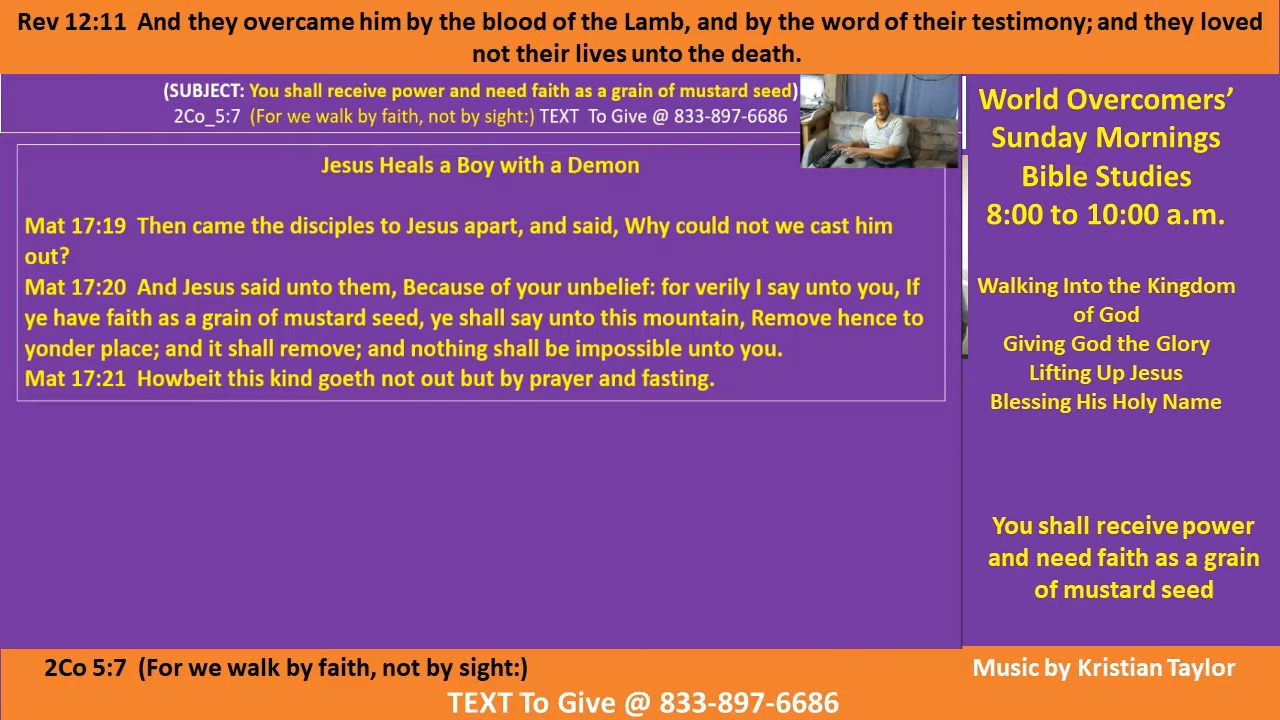 Rev 12:11  And they overcame him by the blood of the Lamb, and by the word of their testimony; and they loved
not their lives unto the death.
(SUBJECT: You shall receive power and need faith as a grain of mustard seed)
2Co_5:7  (For we walk by faith, not by sight:) TEXT  To Give @ 833-897-6686
Jesus Heals a Boy with a Demon
Mat 17:19  Then came the disciples to Jesus apart, and said, Why could not we cast him
out?
Mat 17:20  And Jesus said unto them, Because of your unbelief: for verily I say unto you, If
ye have faith as a grain of mustard seed, ye shall say unto this mountain, Remove hence to
yonder place; and it shall remove; and nothing shall be impossible unto you.
Mat 17:21  Howbeit this kind goeth not out but by prayer and fasting.
World Overcomers’
Sunday Mornings
Bible Studies
8:00 to 10:00 a.m.
Walking Into the Kingdom
of God
Giving God the Glory
Lifting Up Jesus
Blessing His Holy Name
You shall receive power
and need faith as a grain
of mustard seed
2Co 5:7  (For we walk by faith, not by sight:)
Music by Kristian Taylor
TEXT To Give @ 833-897-6686